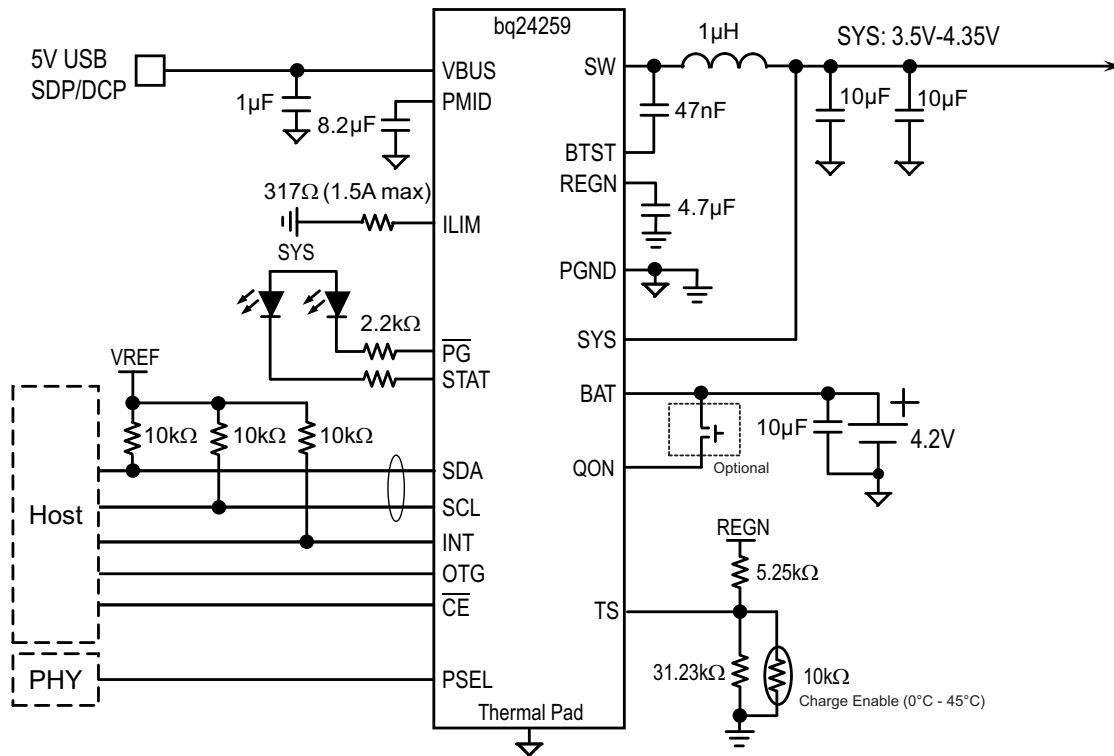 bq24259
5V USB
SDP/DCP
VBUS
PMID
1µF
8.2µF
317Ω (1.5A max)
ILIM
SYS
2.2kΩ
PG
STAT
VREF
10kΩ
10kΩ
10kΩ
Host
SDA
SCL
INT
OTG
CE
PHY
PSEL
Thermal Pad
SW
1µH
SYS: 3.5V-4.35V
47nF
10µF
10µF
BTST
REGN
4.7µF
PGND
SYS
BAT
10µF
4.2V
QON
Optional
REGN
5.25kΩ
TS
31.23kΩ
10kΩ
Charge Enable (0°C - 45°C)